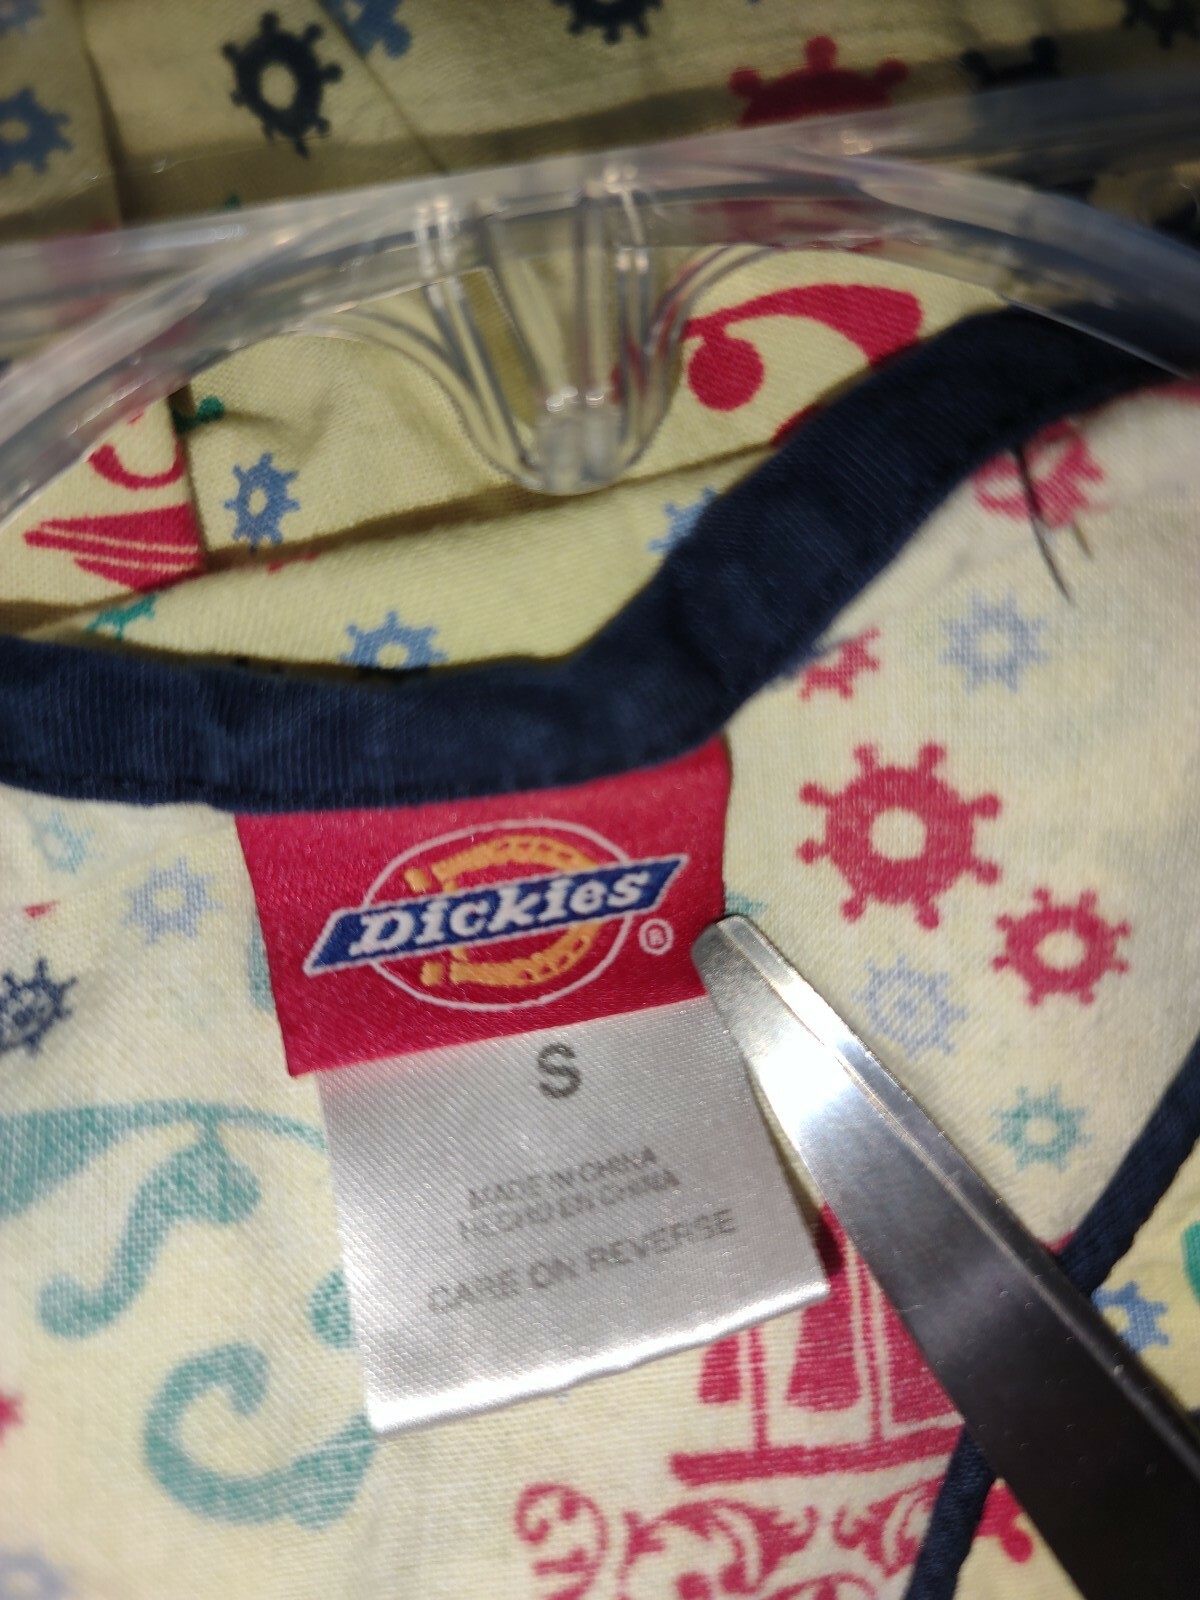 Dickies
®
S
MADE IN CHINA
HECHO EN CHINA
CARE ON REVERSE